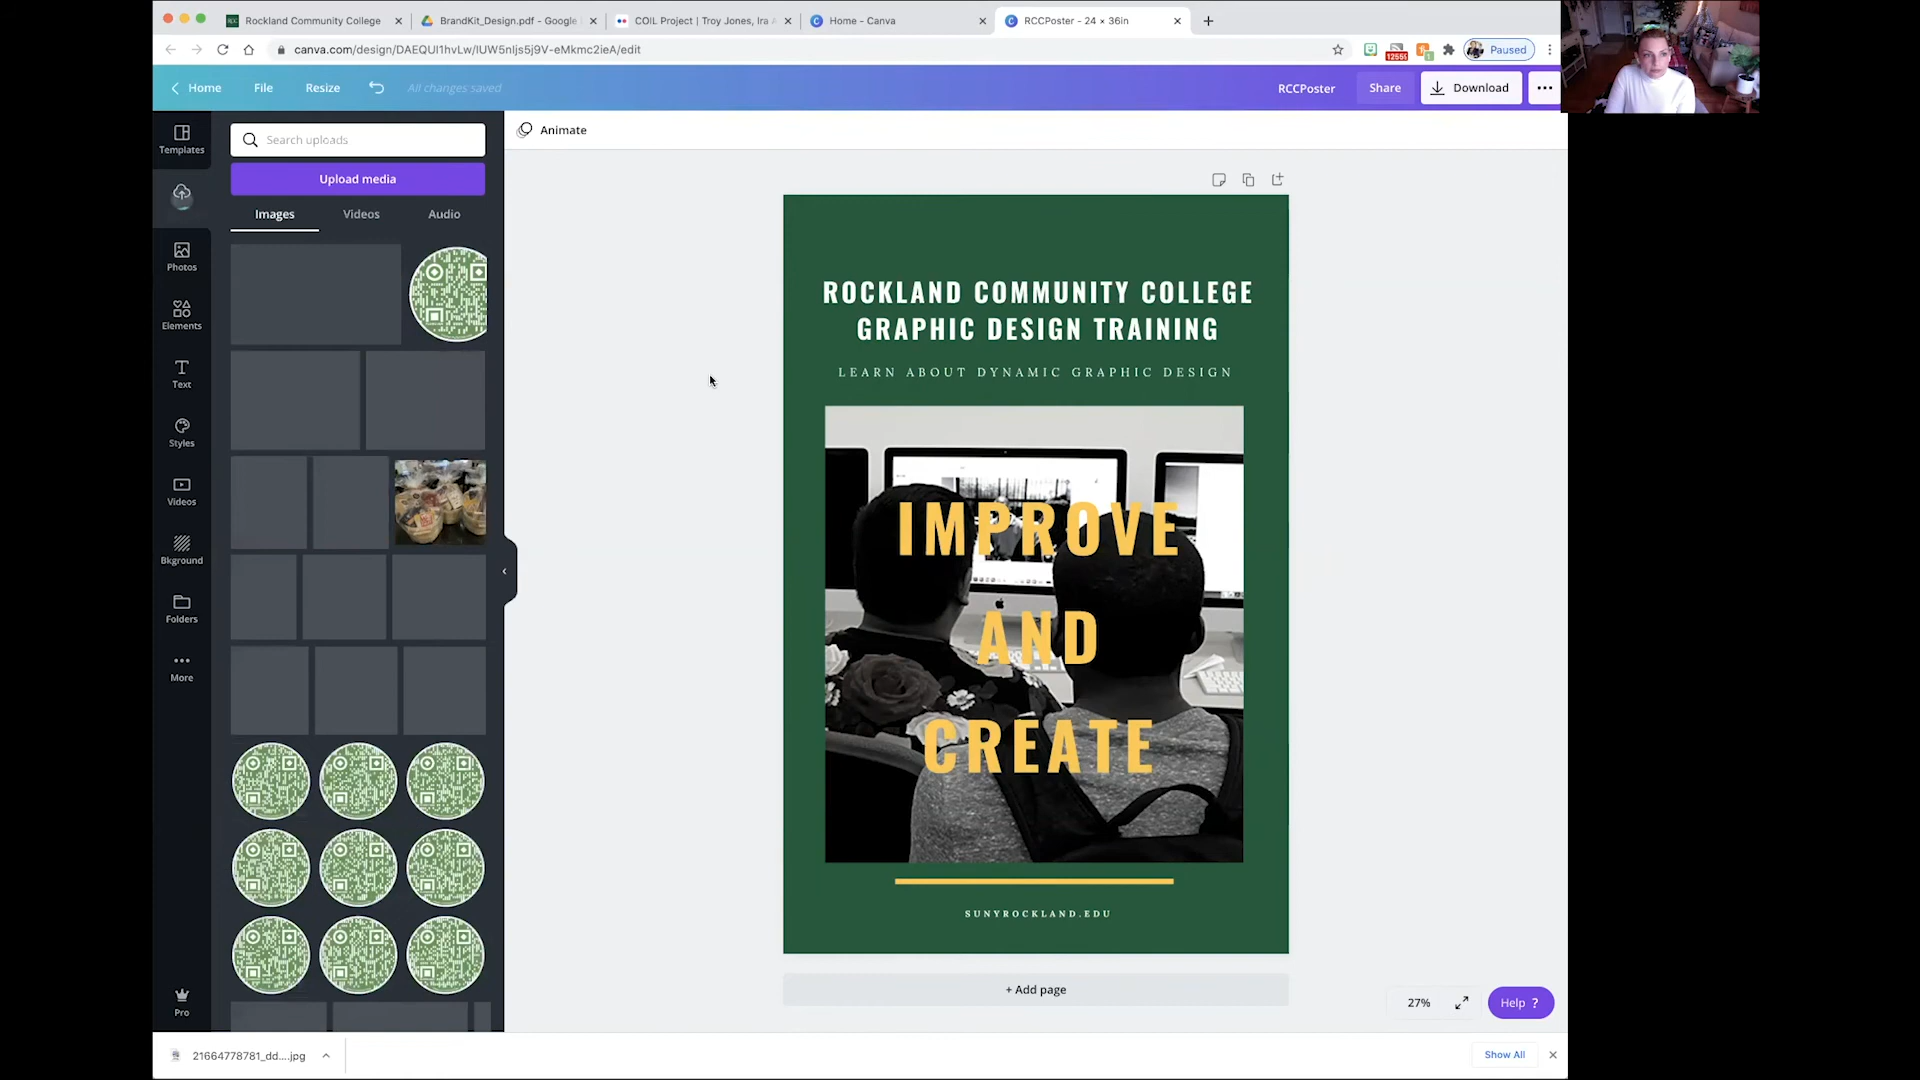 Rockland Community College
BrandKit_Design.pdf - Google
COIL Project | Troy Jones, Ira A
Home - Canva
RCCPoster - 24 × 36in
canva.com/design/DAEQUI1hvLw/IUW5nIjs5j9V-eMkmc2ieA/edit
Paused
Home
File
Resize
All changes saved
RCCPoster
Share
Download
Templates
Search uploads
Upload media
Images
Videos
Audio
Animate
Photos
Elements
Text
Styles
Videos
Bkground
Folders
More
Pro
ROCKLAND COMMUNITY COLLEGE
GRAPHIC DESIGN TRAINING
LEARN ABOUT DYNAMIC GRAPHIC DESIGN
IMPROVE
AND
CREATE
SUNYROCKLAND.EDU
+ Add page
27%
Help ?
21664778781_dd....jpg
Show All